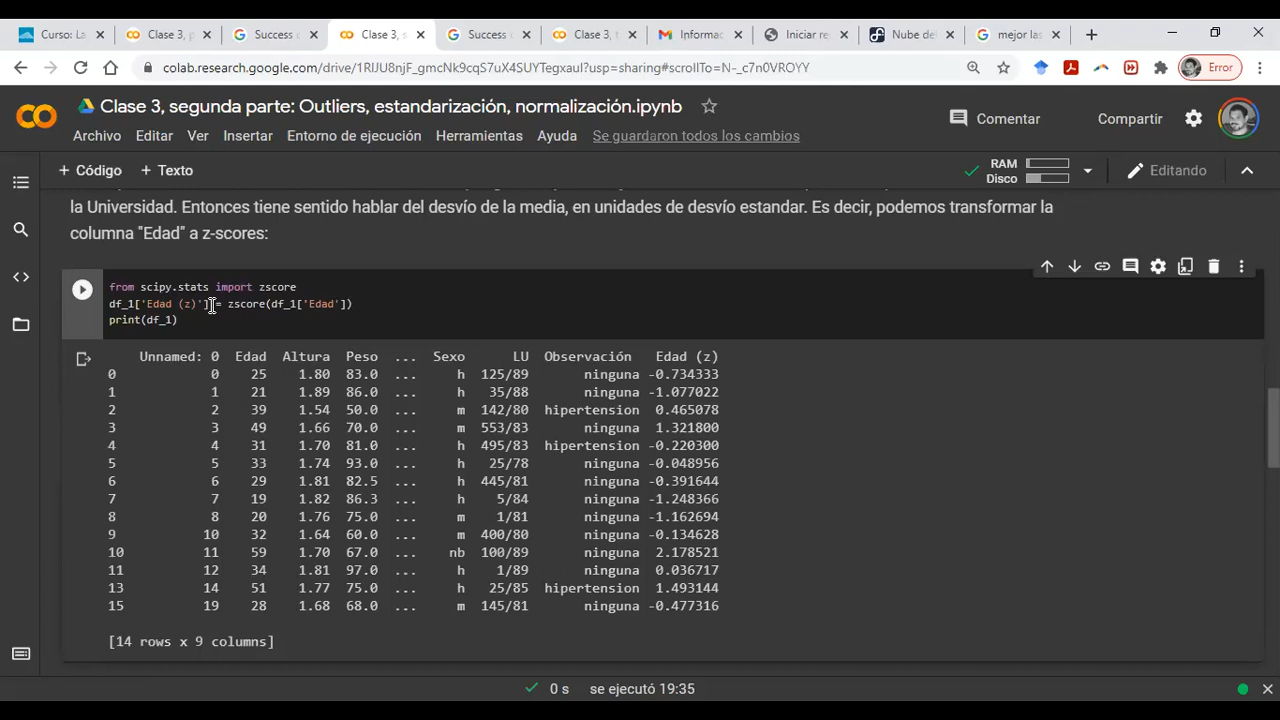 Curso: La
Clase 3, p
Success c
Clase 3, s
Success c
Clase 3, t
Informac
Iniciar re
Nube del
mejor las
colab.research.google.com/drive/1RlJU8njF_gmcNk9cqS7uX4SUYTegxauI?usp=sharing#scrollTo=N-_c7n0VROYY
Error
Clase 3, segunda parte: Outliers, estandarización, normalización.ipynb
Archivo Editar Ver Insertar Entorno de ejecución Herramientas Ayuda Se guardaron todos los cambios
Comentar Compartir
+ Código + Texto
RAM
Disco
Editando
la Universidad. Entonces tiene sentido hablar del desvío de la media, en unidades de desvío estandar. Es decir, podemos transformar la
columna "Edad" a z-scores:
from scipy.stats import zscore
df_1['Edad (z)'] = zscore(df_1['Edad'])
print(df_1)
Unnamed: 0 Edad Altura Peso ... Sexo LU Observación Edad (z)
0 0 25 1.80 83.0 ... h 125/89 ninguna -0.734333
1 1 21 1.89 86.0 ... h 35/88 ninguna -1.077022
2 2 39 1.54 50.0 ... m 142/80 hipertension 0.465078
3 3 49 1.66 70.0 ... m 553/83 ninguna 1.321800
4 4 31 1.70 81.0 ... h 495/83 hipertension -0.220300
5 5 33 1.74 93.0 ... h 25/78 ninguna -0.048956
6 6 29 1.81 82.5 ... h 445/81 ninguna -0.391644
7 7 19 1.82 86.3 ... h 5/84 ninguna -1.248366
8 8 20 1.76 75.0 ... m 1/81 ninguna -1.162694
9 10 32 1.64 60.0 ... m 400/80 ninguna -0.134628
10 11 59 1.70 67.0 ... nb 100/89 ninguna 2.178521
11 12 34 1.81 97.0 ... h 1/89 ninguna 0.036717
13 14 51 1.77 75.0 ... h 25/85 hipertension 1.493144
15 19 28 1.68 68.0 ... m 145/81 ninguna -0.477316
[14 rows x 9 columns]
0 s se ejecutó 19:35